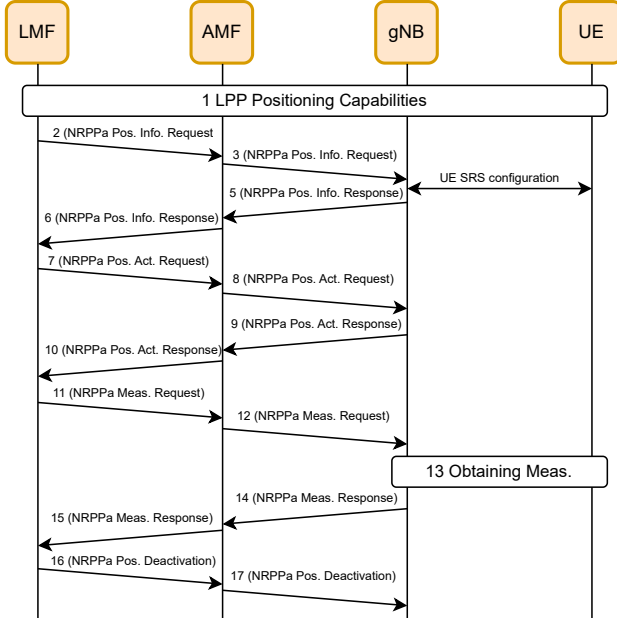 LMF
AMF
gNB
UE
1 LPP Positioning Capabilities
2 (NRPPa Pos. Info. Request
3 (NRPPa Pos. Info. Request)
UE SRS configuration
5 (NRPPa Pos. Info. Response)
6 (NRPPa Pos. Info. Response)
7 (NRPPa Pos. Act. Request)
8 (NRPPa Pos. Act. Request)
9 (NRPPa Pos. Act. Response)
10 (NRPPa Pos. Act. Response)
11 (NRPPa Meas. Request)
12 (NRPPa Meas. Request)
13 Obtaining Meas.
14 (NRPPa Meas. Response)
15 (NRPPa Meas. Response)
16 (NRPPa Pos. Deactivation)
17 (NRPPa Pos. Deactivation)